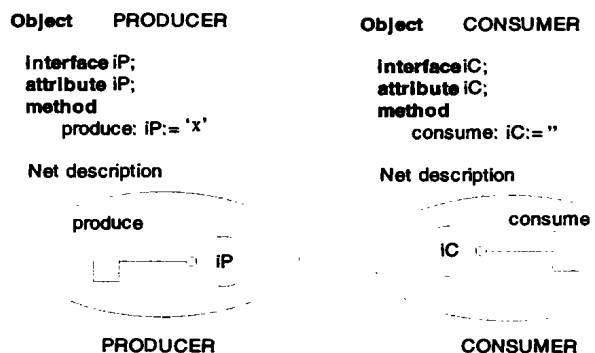 Object PRODUCER
interface iP;
attribute iP;
method
produce: iP:= 'x'
Net description
produce
iP
PRODUCER
Object CONSUMER
interface iC;
attribute iC;
method
consume: iC:= ''
Net description
consume
iC
CONSUMER